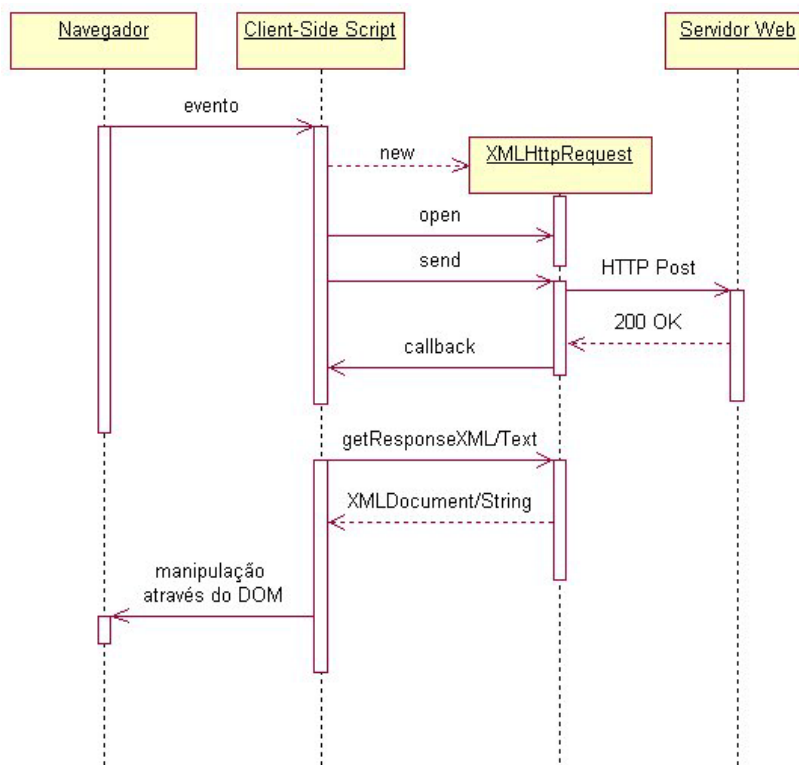 Navegador
Client-Side Script
Servidor Web
evento
new
XMLHttpRequest
open
send
HTTP Post
200 OK
callback
getResponseXML/Text
XMLDocument/String
manipulação
através do DOM